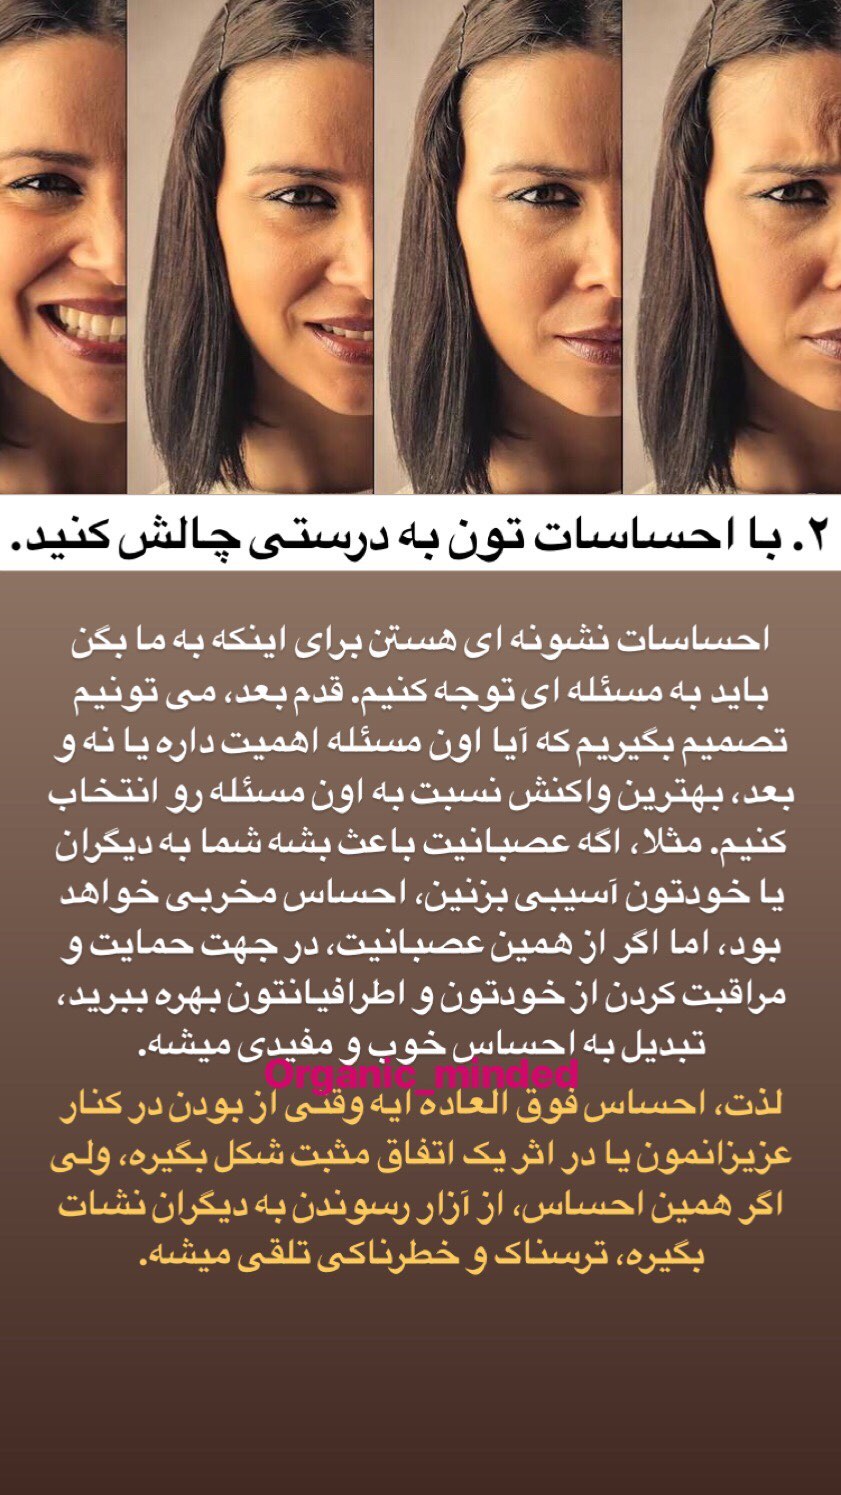 ۲. با احساسات تون به درستی چالش کنید.
احساسات نشونه ای هستن برای اینکه به ما بگن
باید به مسئله ای توجه کنیم. قدم بعد، می تونیم
تصمیم بگیریم که آیا اون مسئله اهمیت داره یا نه و
بعد، بهترین واکنش نسبت به اون مسئله رو انتخاب
کنیم. مثلا، اگه عصبانیت باعث بشه شما به دیگران
یا خودتون آسیبی بزنین، احساس مخربی خواهد
بود، اما اگر از همین عصبانیت، در جهت حمایت و
مراقبت کردن از خودتون و اطرافیانتون بهره ببرید،
تبدیل به احساس خوب و مفیدی میشه.
Organic_minded
لذت، احساس فوق العاده ایه وقتی از بودن در کنار
عزیزانمون یا در اثر یک اتفاق مثبت شکل بگیره، ولی
اگر همین احساس، از آزار رسوندن به دیگران نشات
بگیره، ترسناک و خطرناکی تلقی میشه.